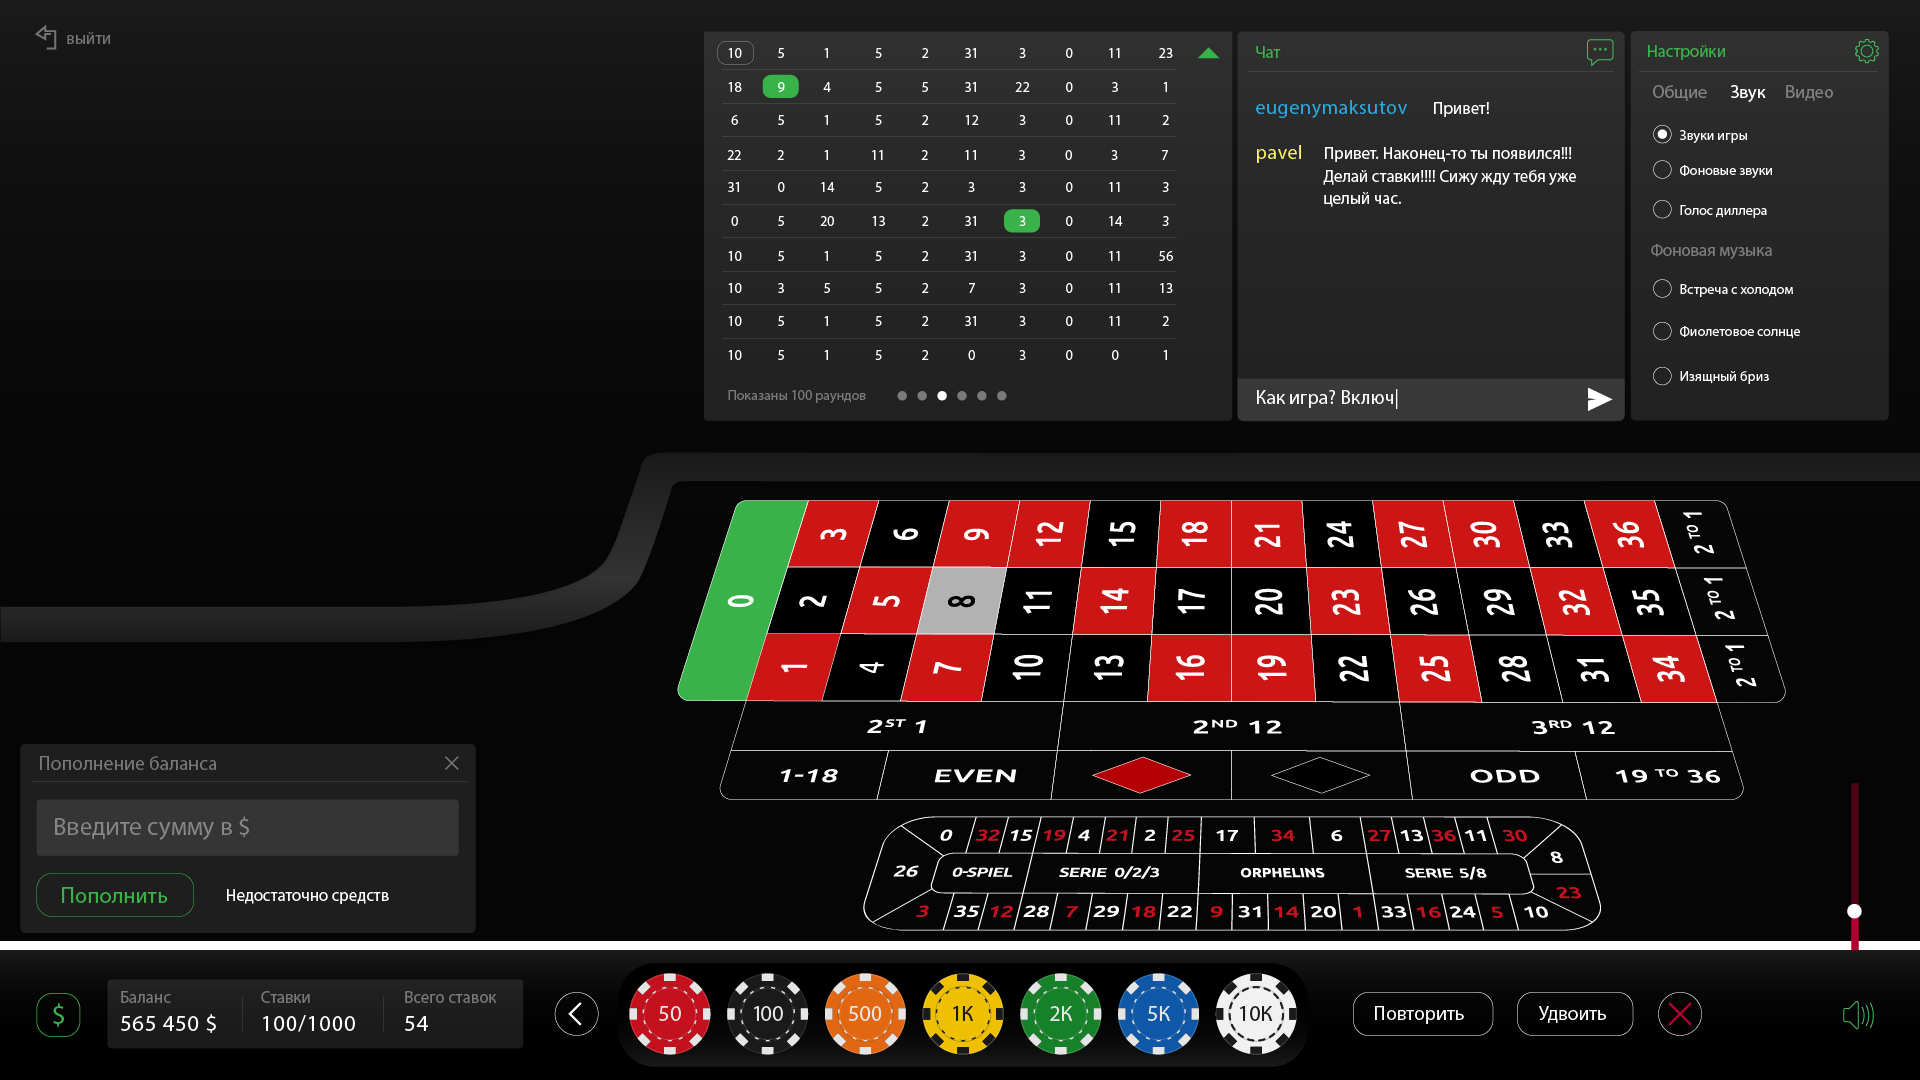 выйти
10 5 1 5 2 31 3 0 11 23
18 9 4 5 5 31 22 0 3 1
6 5 1 5 2 12 3 0 11 2
22 2 1 11 2 11 3 0 3 7
31 0 14 5 2 3 3 0 11 3
0 5 20 13 2 31 3 0 14 3
10 5 1 5 2 31 3 0 11 56
10 3 5 5 2 7 3 0 11 13
10 5 1 5 2 31 3 0 11 2
10 5 1 5 2 0 3 0 0 1
Показаны 100 раундов
Чат
eugenymaksutov Привет!
pavel Привет. Наконец-то ты появился!!!
Делай ставки!!!! Сижу жду тебя уже
целый час.
Как игра? Включ|
Настройки
Общие Звук Видео
Звуки игры
Фоновые звуки
Голос диллера
Фоновая музыка
Встреча с холодом
Фиолетовое солнце
Изящный бриз
3 6 9 12 15 18 21 24 27 30 33 36 2 TO 1
0 2 5 8 11 14 17 20 23 26 29 32 35 2 TO 1
1 4 7 10 13 16 19 22 25 28 31 34 2 TO 1
2ST 1 2ND 12 3RD 12
1-18 EVEN ODD 19 TO 36
0 32 15 19 4 21 2 25 17 34 6 27 13 36 11 30
26 0-SPIEL SERIE 0/2/3 ORPHELINS SERIE 5/8 8
23
3 35 12 28 7 29 18 22 9 31 14 20 1 33 16 24 5 10
Пополнение баланса
Введите сумму в $
Пополнить Недостаточно средств
$
Баланс Ставки Всего ставок
565 450 $ 100/1000 54
50 100 500 1K 2K 5K 10K
Повторить Удвоить